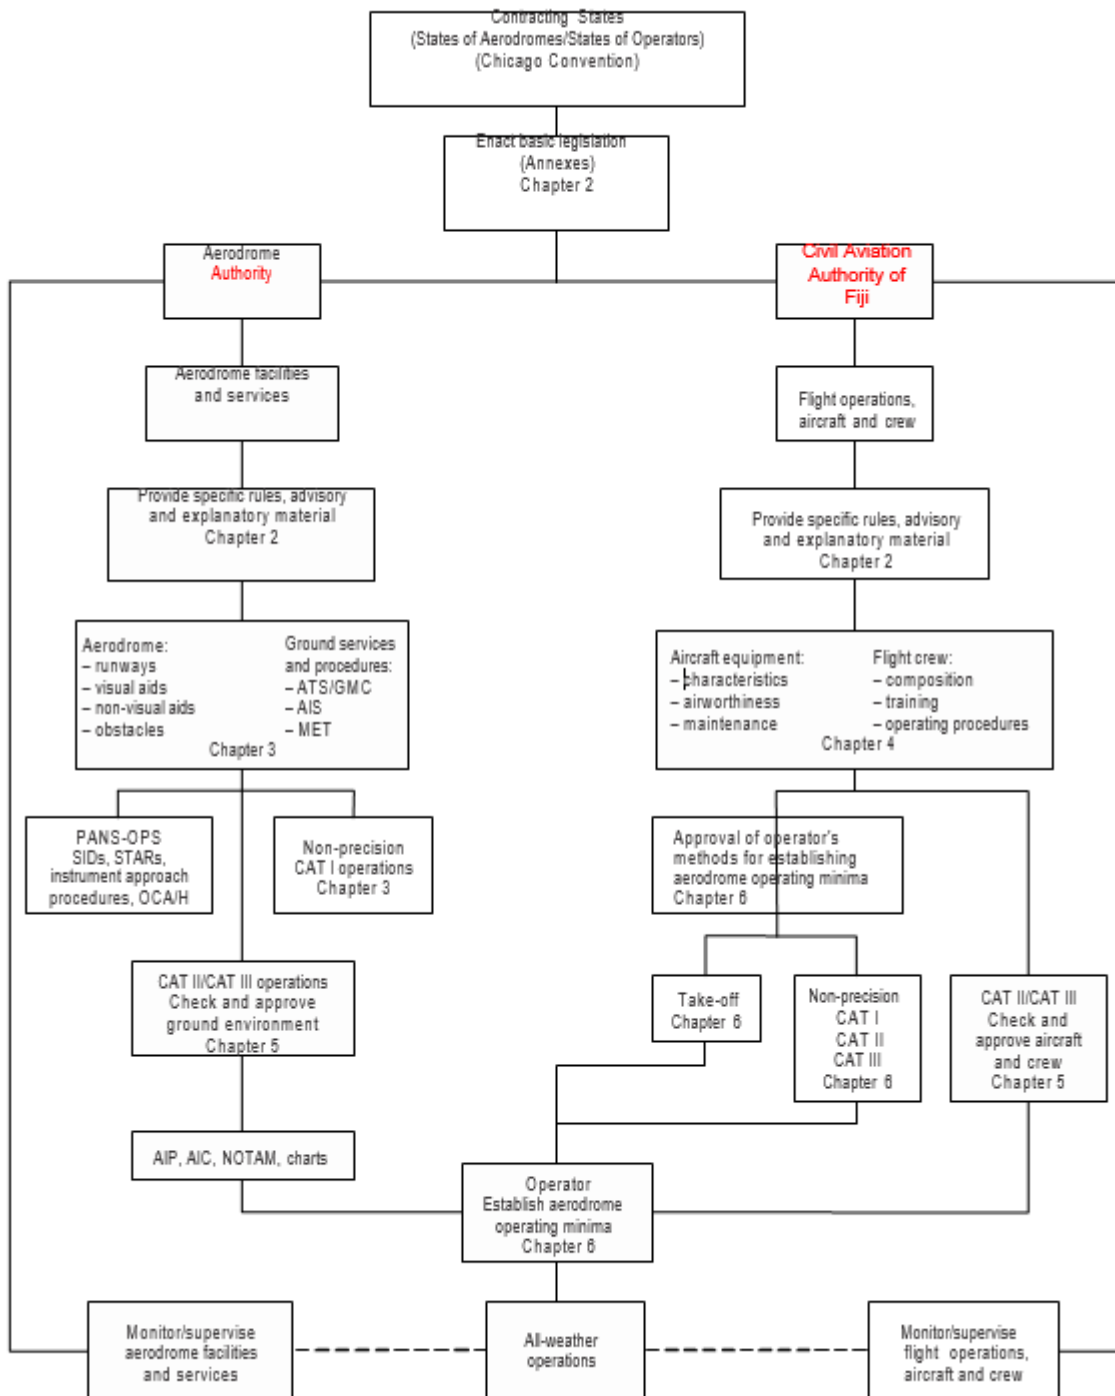 Contracting States
(States of Aerodromes/States of Operators)
(Chicago Convention)
Enact basic legislation
(Annexes)
Chapter 2
Aerodrome
Authority
Civil Aviation
Authority of
Fiji
Aerodrome facilities
and services
Flight operations,
aircraft and crew
Provide specific rules, advisory
and explanatory material
Chapter 2
Provide specific rules, advisory
and explanatory material
Chapter 2
Aerodrome:
– runways
– visual aids
– non-visual aids
– obstacles
Ground services
and procedures:
– ATS/GMC
– AIS
– MET
Chapter 3
Aircraft equipment:
– characteristics
– airworthiness
– maintenance
Flight crew:
– composition
– training
– operating procedures
Chapter 4
PANS-OPS
SIDs, STARs,
instrument approach
procedures, OCA/H
Non-precision
CAT I operations
Chapter 3
Approval of operator's
methods for establishing
aerodrome operating minima
Chapter 6
CAT II/CAT III operations
Check and approve
ground environment
Chapter 5
Take-off
Chapter 6
Non-precision
CAT I
CAT II
CAT III
Chapter 6
CAT II/CAT III
Check and
approve aircraft
and crew
Chapter 5
AIP, AIC, NOTAM, charts
Operator
Establish aerodrome
operating minima
Chapter 6
Monitor/supervise
aerodrome facilities
and services
All-weather
operations
Monitor/supervise
flight operations,
aircraft and crew